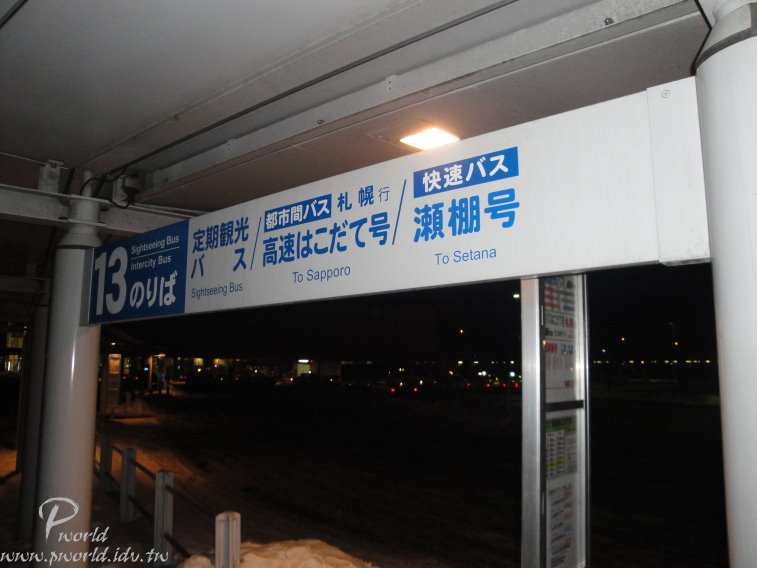 13
Sightseeing Bus
Intercity Bus
のりば
定期観光
バス
Sightseeing Bus
都市間バス 札幌行
高速はこだて号
To Sapporo
快速バス
瀬棚号
To Setana
Pworld
www.pworld.idv.tw